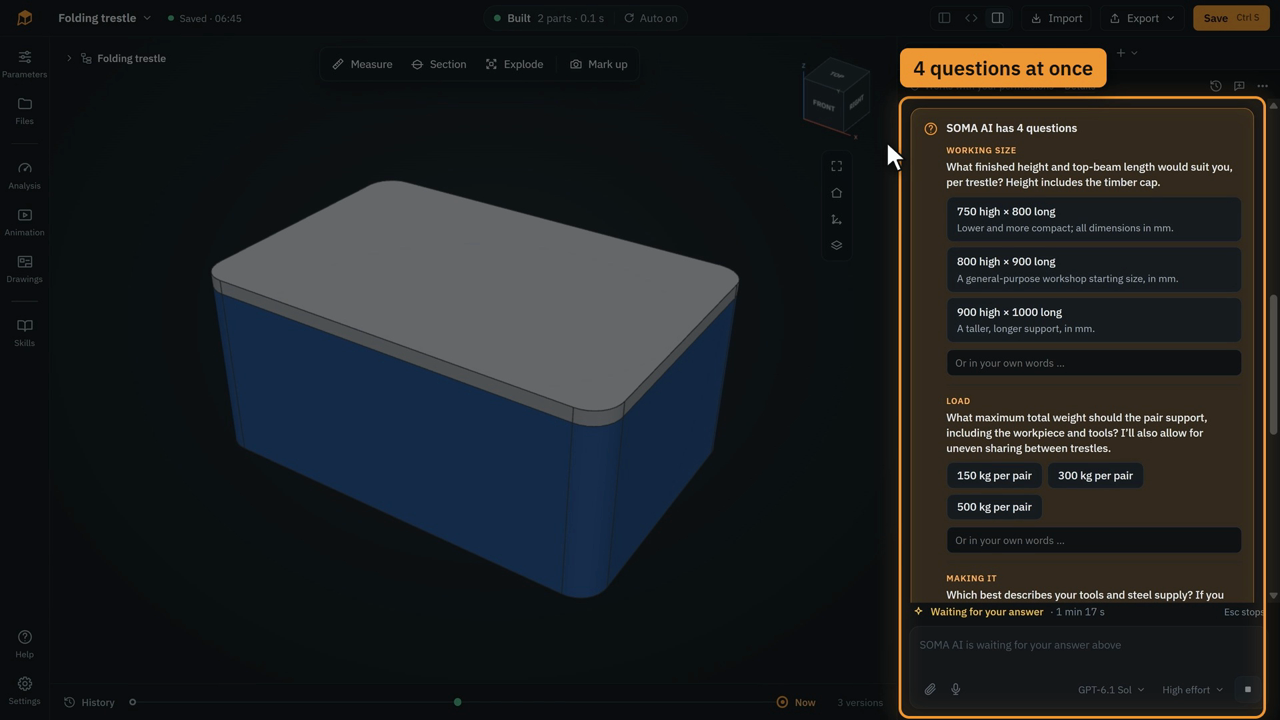 Folding trestle
Saved · 06:45
Built 2 parts · 0.1 s
Auto on
Import
Export
Save Ctrl S
Parameters
Files
Analysis
Animation
Drawings
Skills
Help
Settings
Folding trestle
Measure
Section
Explode
Mark up
Z
TOP
FRONT
RIGHT
X
4 questions at once
SOMA AI has 4 questions
WORKING SIZE
What finished height and top-beam length would suit you,
per trestle? Height includes the timber cap.
750 high × 800 long
Lower and more compact; all dimensions in mm.
800 high × 900 long
A general-purpose workshop starting size, in mm.
900 high × 1000 long
A taller, longer support, in mm.
Or in your own words ...
LOAD
What maximum total weight should the pair support,
including the workpiece and tools? I'll also allow for
uneven sharing between trestles.
150 kg per pair
300 kg per pair
500 kg per pair
Or in your own words ...
MAKING IT
Which best describes your tools and steel supply? If you
Waiting for your answer · 1 min 17 s
Esc stops
SOMA AI is waiting for your answer above
GPT-6.1 Sol
High effort
History
Now
3 versions